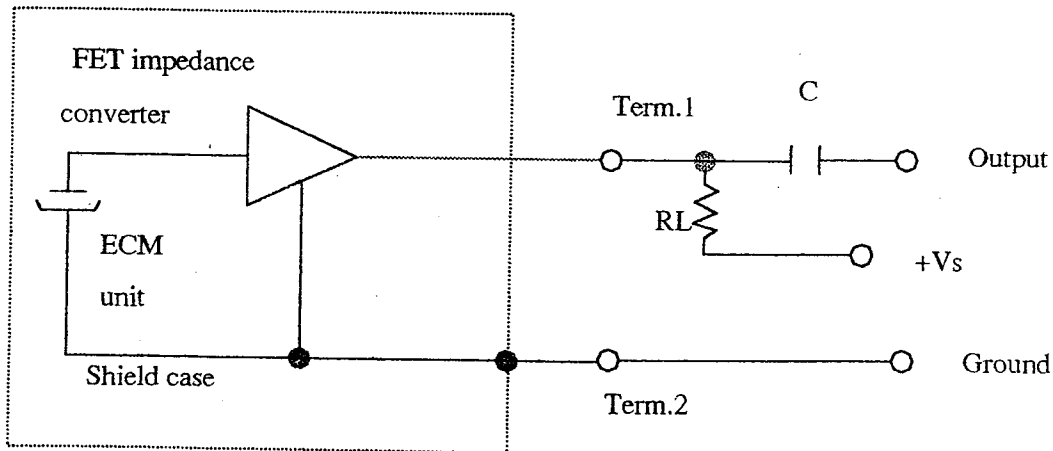 FET impedance
converter
Term.1
C
Output
RL
+Vs
ECM
unit
Shield case
Term.2
Ground